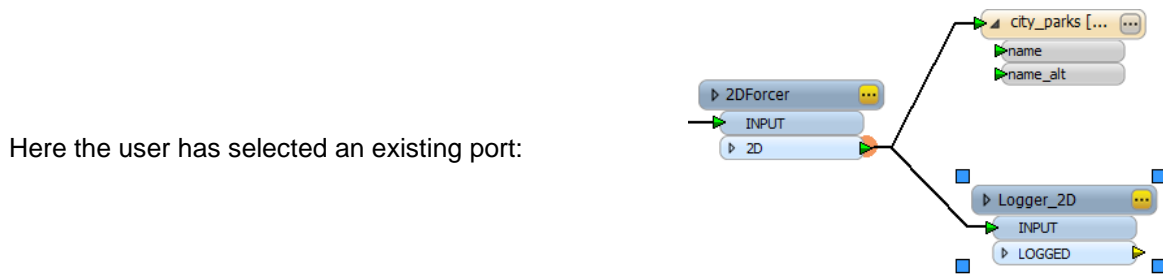 Here the user has selected an existing port:
2DForcer
INPUT
2D
city_parks [...
name
name_alt
Logger_2D
INPUT
LOGGED